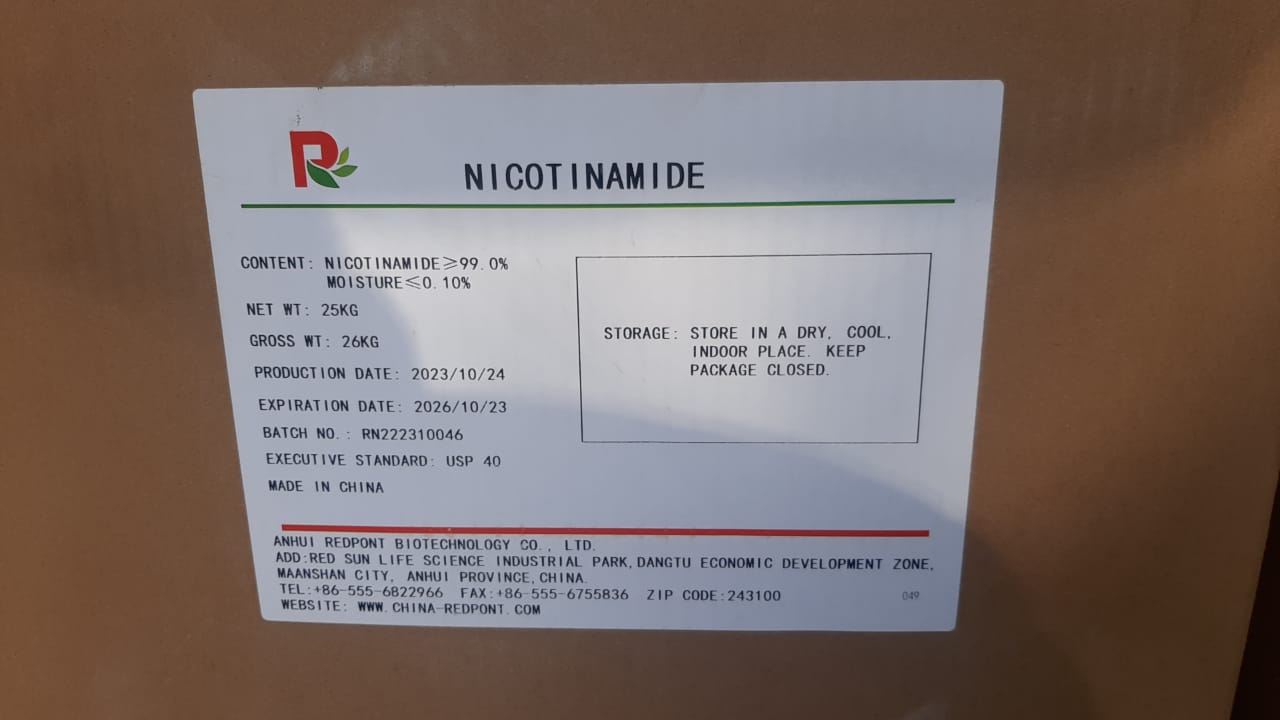 R
NICOTINAMIDE
CONTENT: NICOTINAMIDE≥99.0%
MOISTURE≤0.10%
NET WT: 25KG
GROSS WT: 26KG
PRODUCTION DATE: 2023/10/24
EXPIRATION DATE: 2026/10/23
BATCH NO.: RN222310046
EXECUTIVE STANDARD: USP 40
MADE IN CHINA
STORAGE: STORE IN A DRY, COOL,
INDOOR PLACE. KEEP
PACKAGE CLOSED.
ANHUI REDPONT BIOTECHNOLOGY CO., LTD.
ADD:RED SUN LIFE SCIENCE INDUSTRIAL PARK,DANGTU ECONOMIC DEVELOPMENT ZONE,
MAANSHAN CITY, ANHUI PROVINCE,CHINA.
TEL:+86-555-6822966 FAX:+86-555-6755836 ZIP CODE:243100
WEBSITE: WWW.CHINA-REDPONT.COM
049